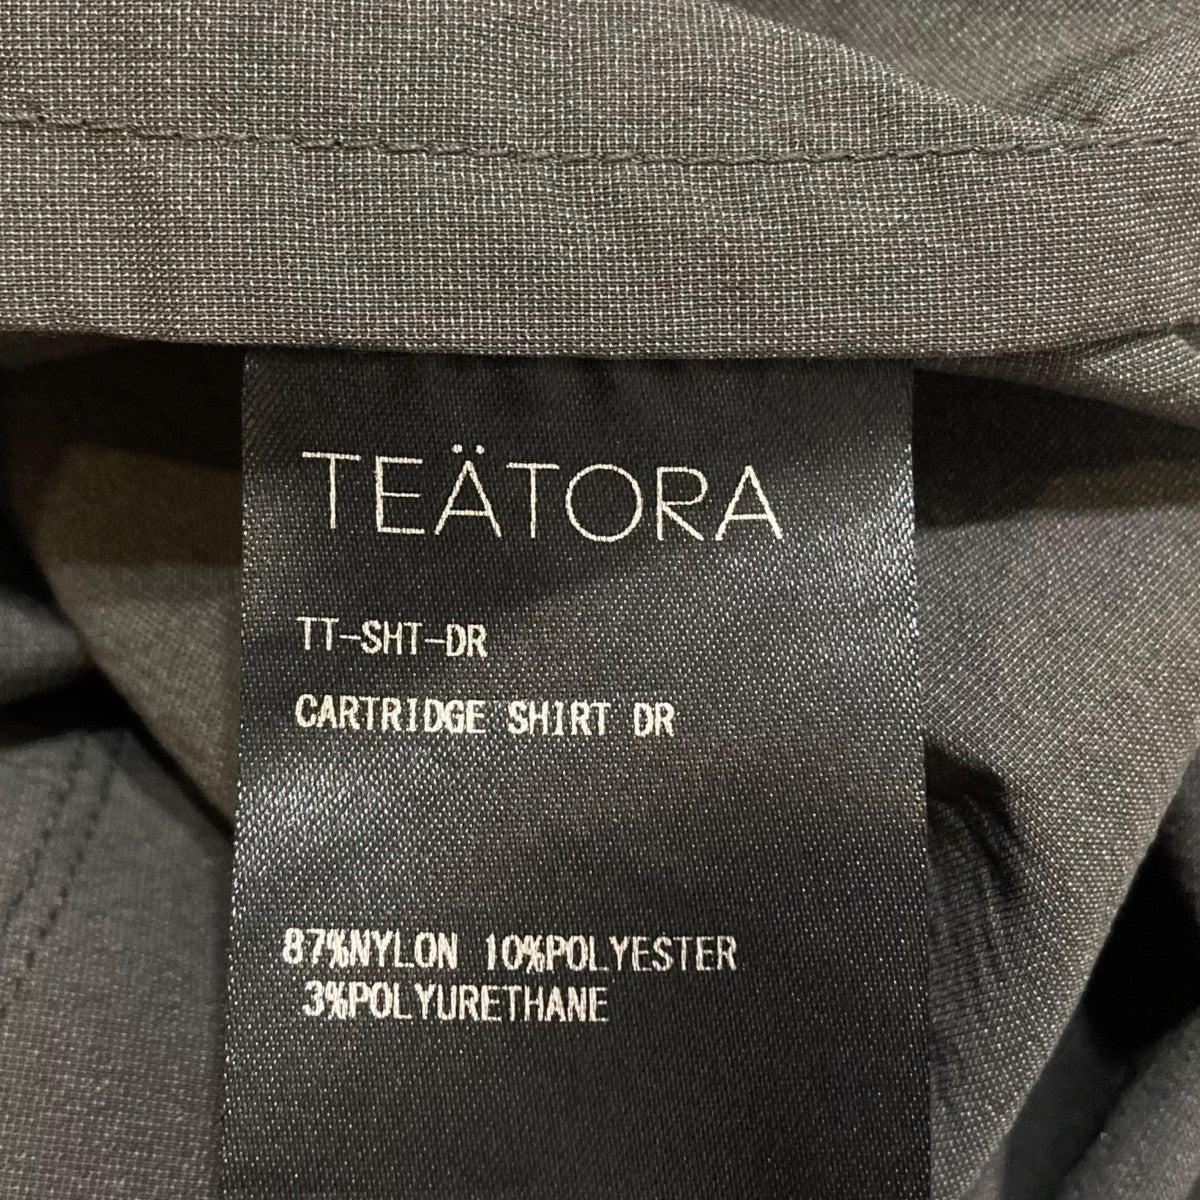 TEÄTORA
TT-SHT-DR
CARTRIDGE SHIRT DR
87%NYLON 10%POLYESTER
3%POLYURETHANE